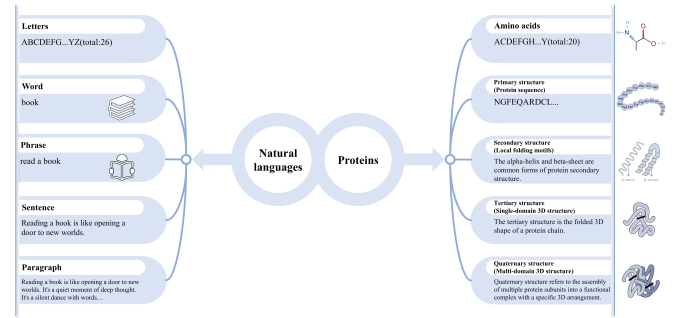 Letters
ABCDEFG...YZ(total:26)
Word
book
Phrase
read a book
Sentence
Reading a book is like opening a
door to new worlds.
Paragraph
Reading a book is like opening a door to new
worlds. It's a quiet moment of deep thought.
It's a silent dance with words…
Natural
languages
Proteins
Amino acids
ACDEFGH...Y(total:20)
Primary structure
(Protein sequence)
NGFEQARDCL...
Secondary structure
(Local folding motifs)
The alpha-helix and beta-sheet are
common forms of protein secondary
structure.
Tertiary structure
(Single-domain 3D structure)
The tertiary structure is the folded 3D
shape of a protein chain.
Quaternary structure
(Multi-domain 3D structure)
Quaternary structure refers to the assembly
of multiple protein subunits into a functional
complex with a specific 3D arrangement.
H
H
N
O
O
H